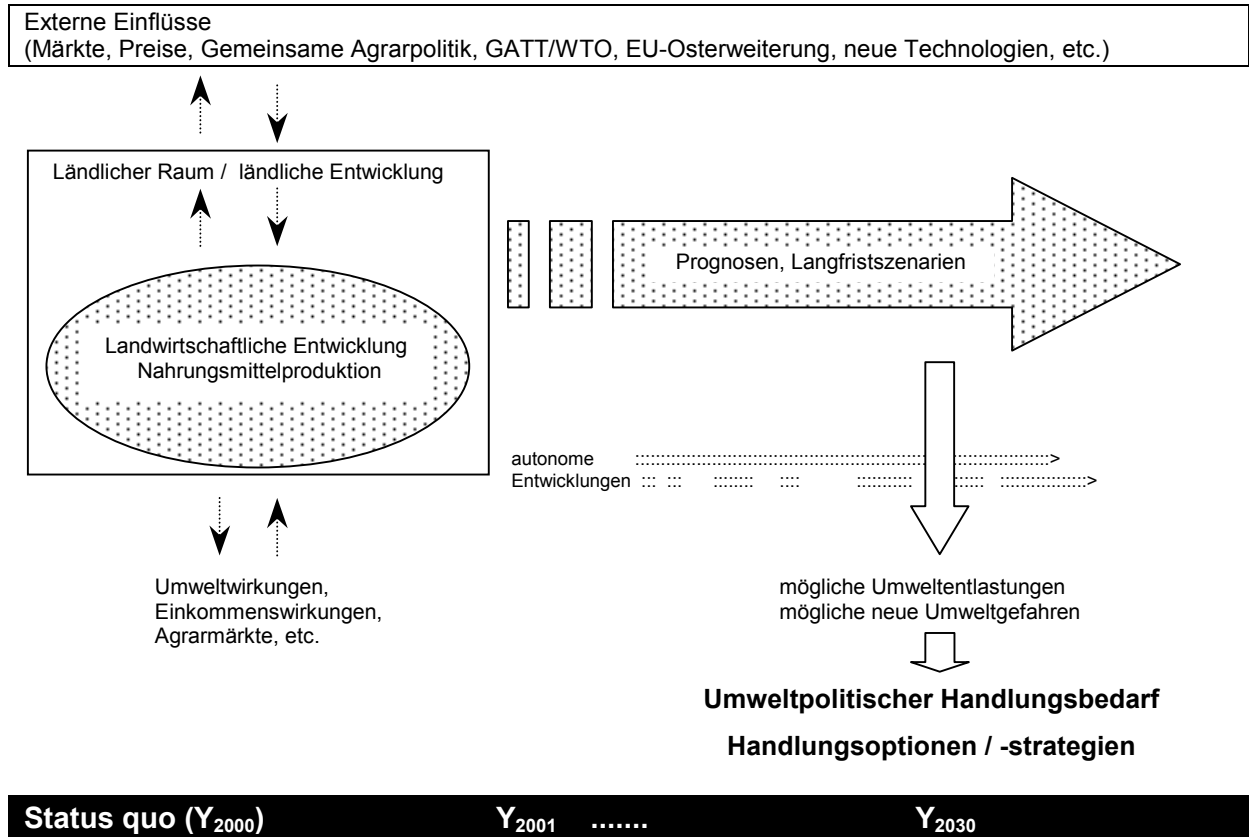 Externe Einflüsse
(Märkte, Preise, Gemeinsame Agrarpolitik, GATT/WTO, EU-Osterweiterung, neue Technologien, etc.)
Ländlicher Raum / ländliche Entwicklung
Prognosen, Langfristszenarien
Landwirtschaftliche Entwicklung
Nahrungsmittelproduktion
autonome
Entwicklungen
Umweltwirkungen,
Einkommenswirkungen,
Agrarmärkte, etc.
mögliche Umweltentlastungen
mögliche neue Umweltgefahren
Umweltpolitischer Handlungsbedarf
Handlungsoptionen / -strategien
Status quo (Y2000) Y2001 ....... Y2030